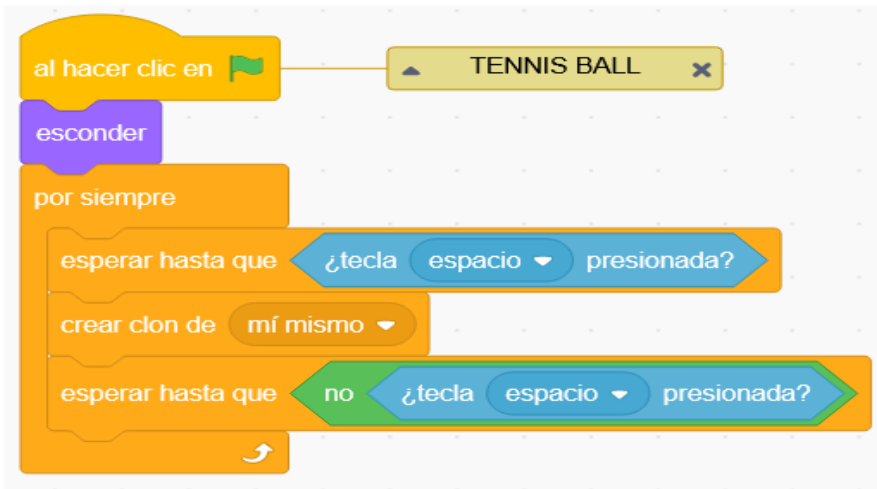 al hacer clic en
TENNIS BALL
esconder
por siempre
esperar hasta que ¿tecla espacio presionada?
crear clon de mí mismo
esperar hasta que no ¿tecla espacio presionada?